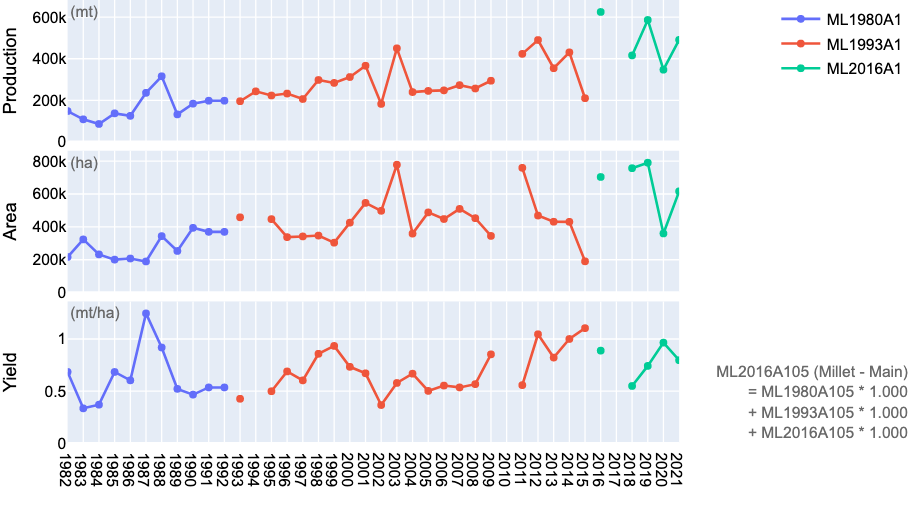 Production
600k
400k
200k
0
(mt)
ML1980A1
ML1993A1
ML2016A1
Area
800k
600k
400k
200k
0
(ha)
Yield
1
0.5
0
(mt/ha)
ML2016A105 (Millet - Main)
= ML1980A105 * 1.000
+ ML1993A105 * 1.000
+ ML2016A105 * 1.000
1982
1983
1984
1985
1986
1987
1988
1989
1990
1991
1992
1993
1994
1995
1996
1997
1998
1999
2000
2001
2002
2003
2004
2005
2006
2007
2008
2009
2010
2011
2012
2013
2014
2015
2016
2017
2018
2019
2020
2021